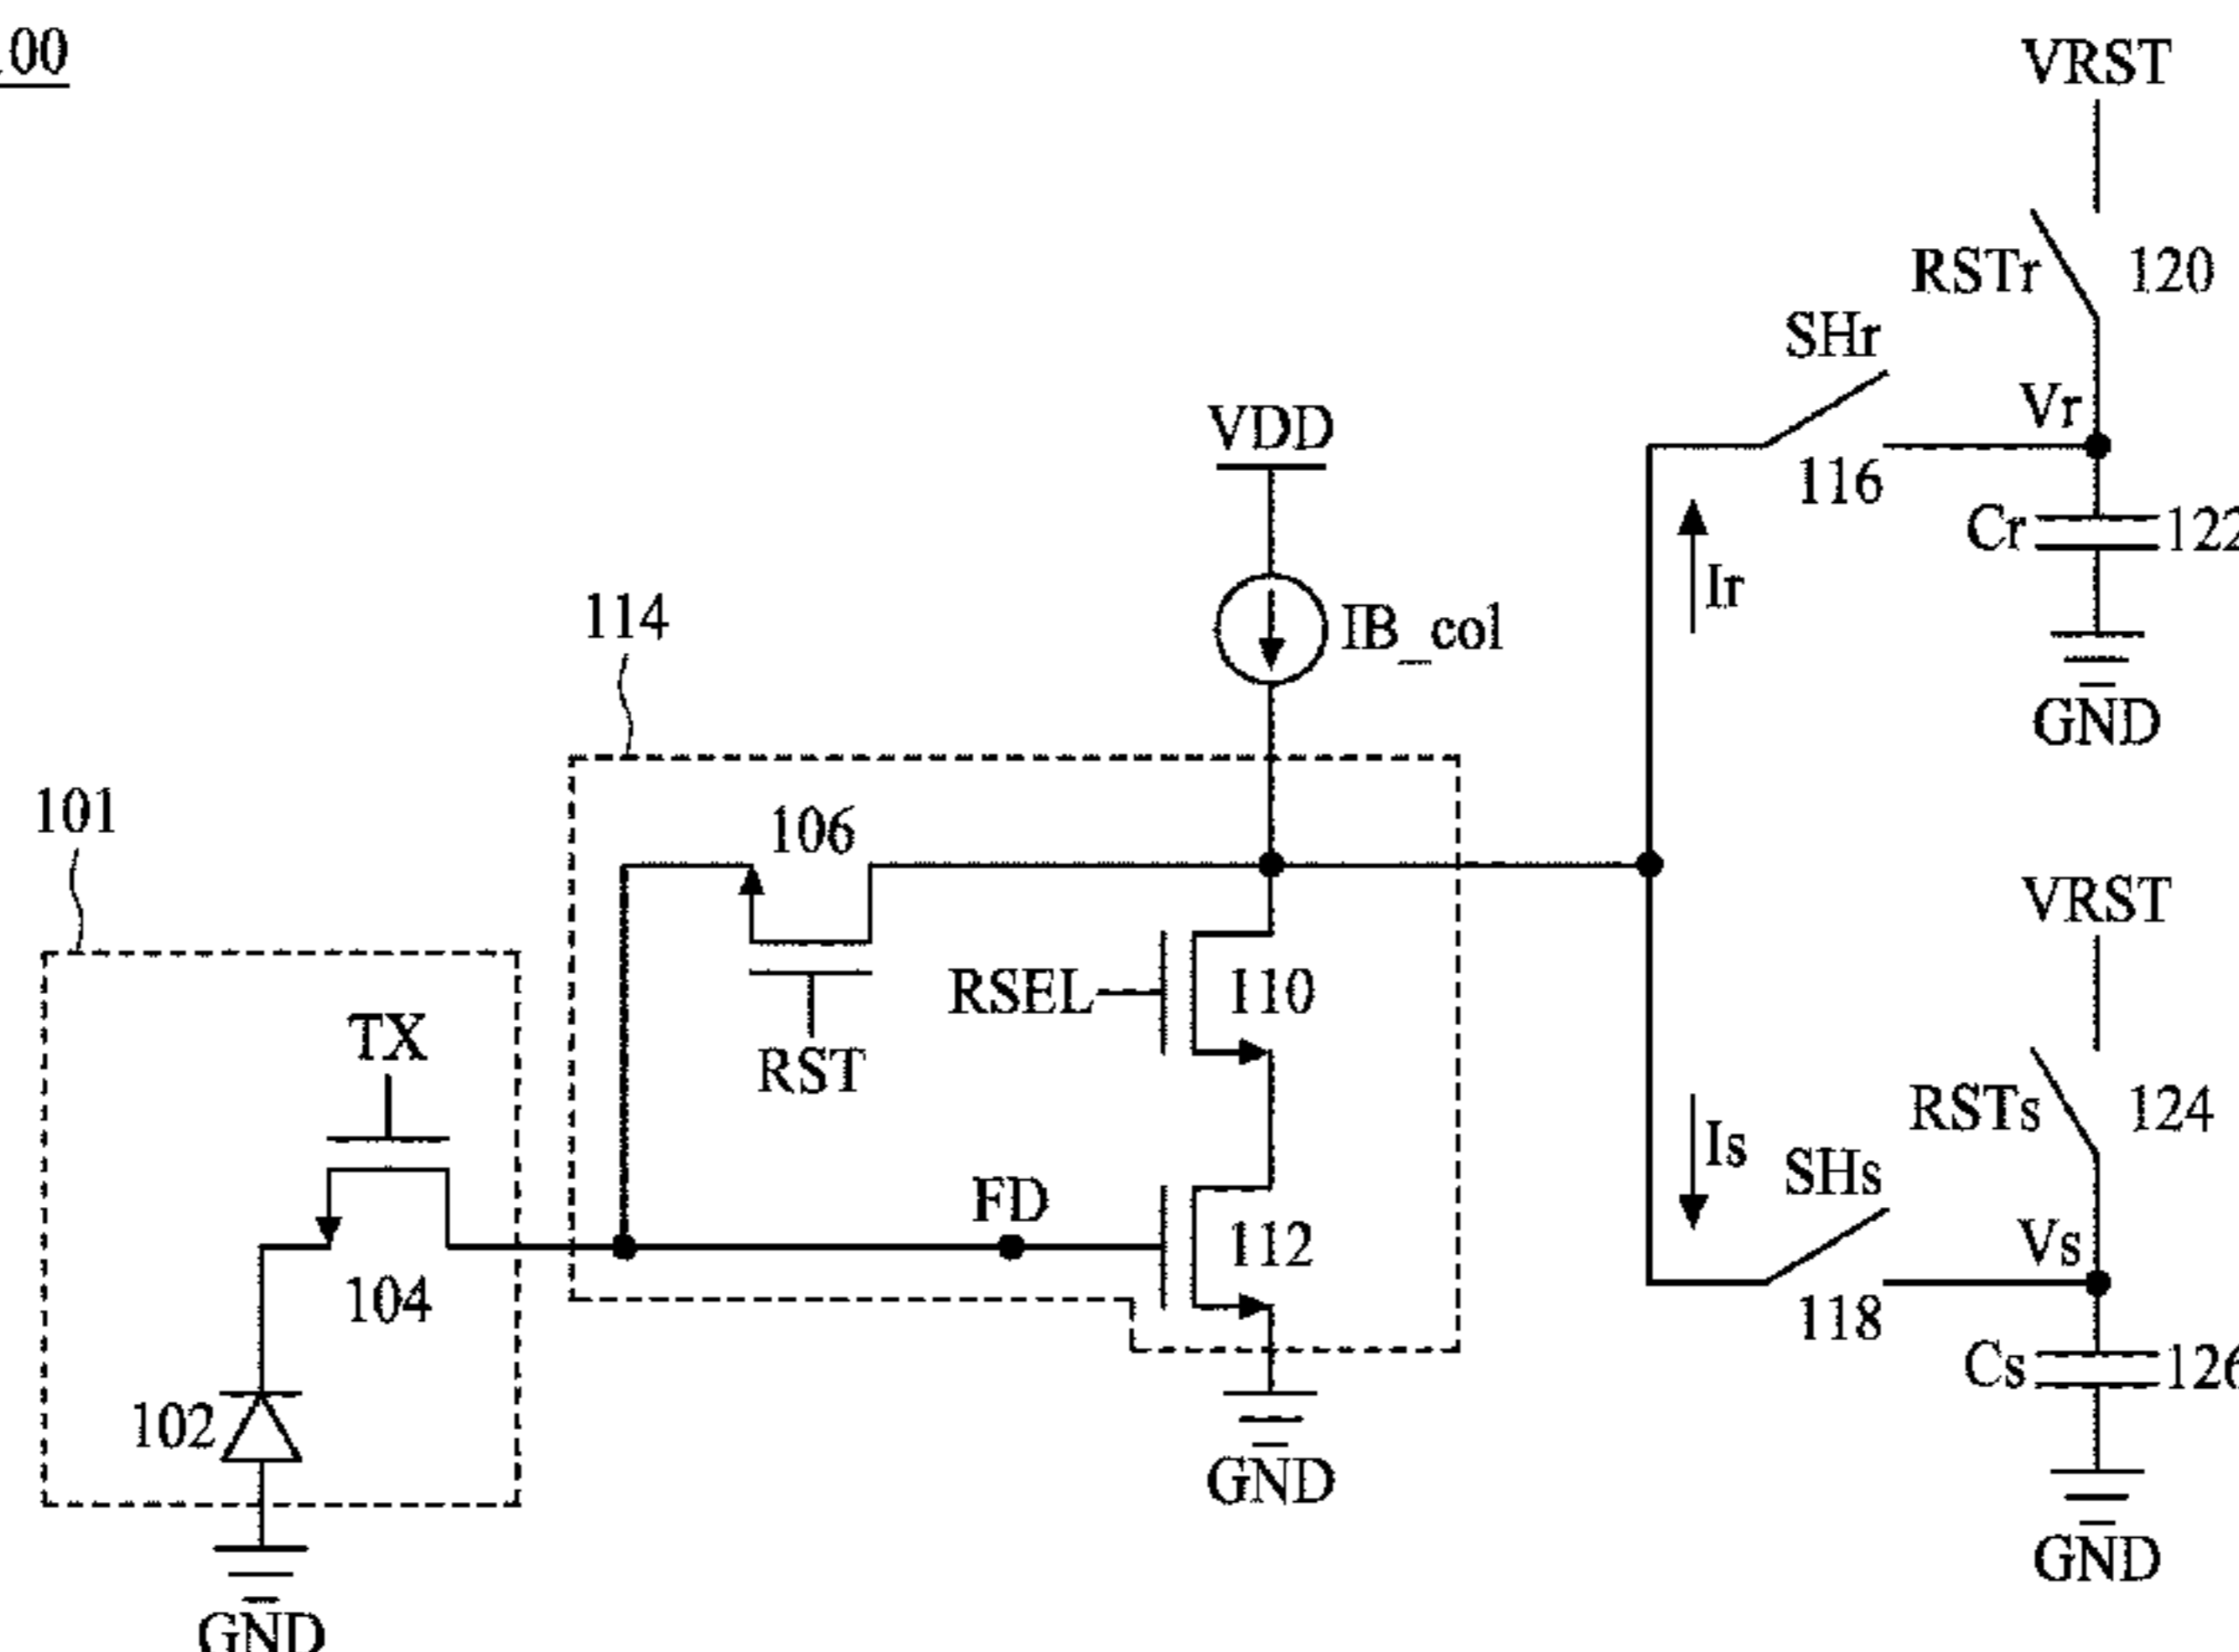 100
VRST
RSTr
120
SHr
Vr
VDD
116
Cr
122
Ir
114
IB_col
GND
101
106
VRST
RSEL
110
TX
RST
RSTs
124
Is
SHs
FD
Vs
112
104
118
Cs
126
102
GND
GND
GND